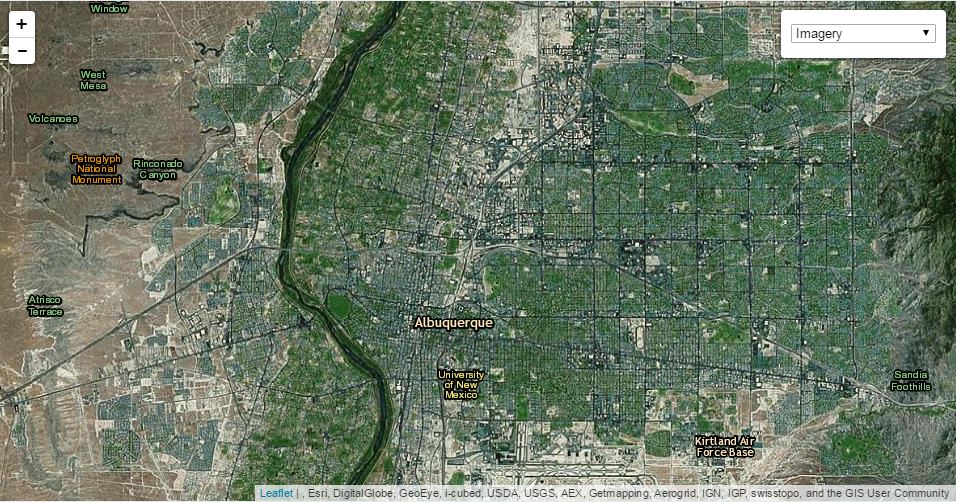 +
−
Window
Imagery
West
Mesa
Volcanoes
Petroglyph
National
Monument
Rinconado
Canyon
Atrisco
Terrace
Albuquerque
University
of New
Mexico
Sandia
Foothills
Kirtland Air
Force Base
Leaflet | , Esri, DigitalGlobe, GeoEye, i-cubed, USDA, USGS, AEX, Getmapping, Aerogrid, IGN, IGP, swisstopo, and the GIS User Community